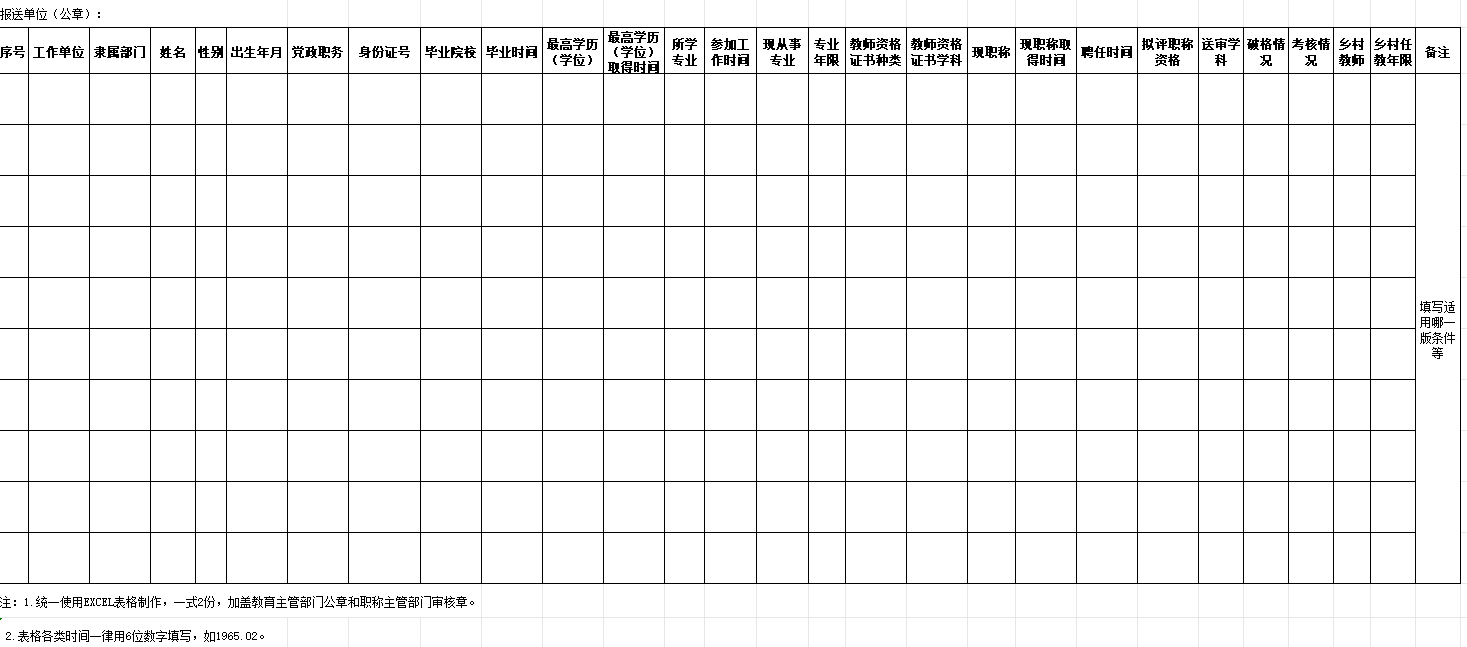 报送单位（公章）：
序号 工作单位 隶属部门 姓名 性别 出生年月 党政职务 身份证号 毕业院校 毕业时间 最高学历（学位） 最高学历（学位）取得时间 所学专业 参加工作时间 现从事专业 专业年限 教师资格证书种类 教师资格证书学科 现职称 现职称取得时间 聘任时间 拟评职称资格 送审学科 破格情况 考核情况 乡村教师 乡村任教年限 备注
填写适
用哪一
版条件
等
注：1.统一使用EXCEL表格制作，一式2份，加盖教育主管部门公章和职称主管部门审核章。
2.表格各类时间一律用6位数字填写，如1965.02。